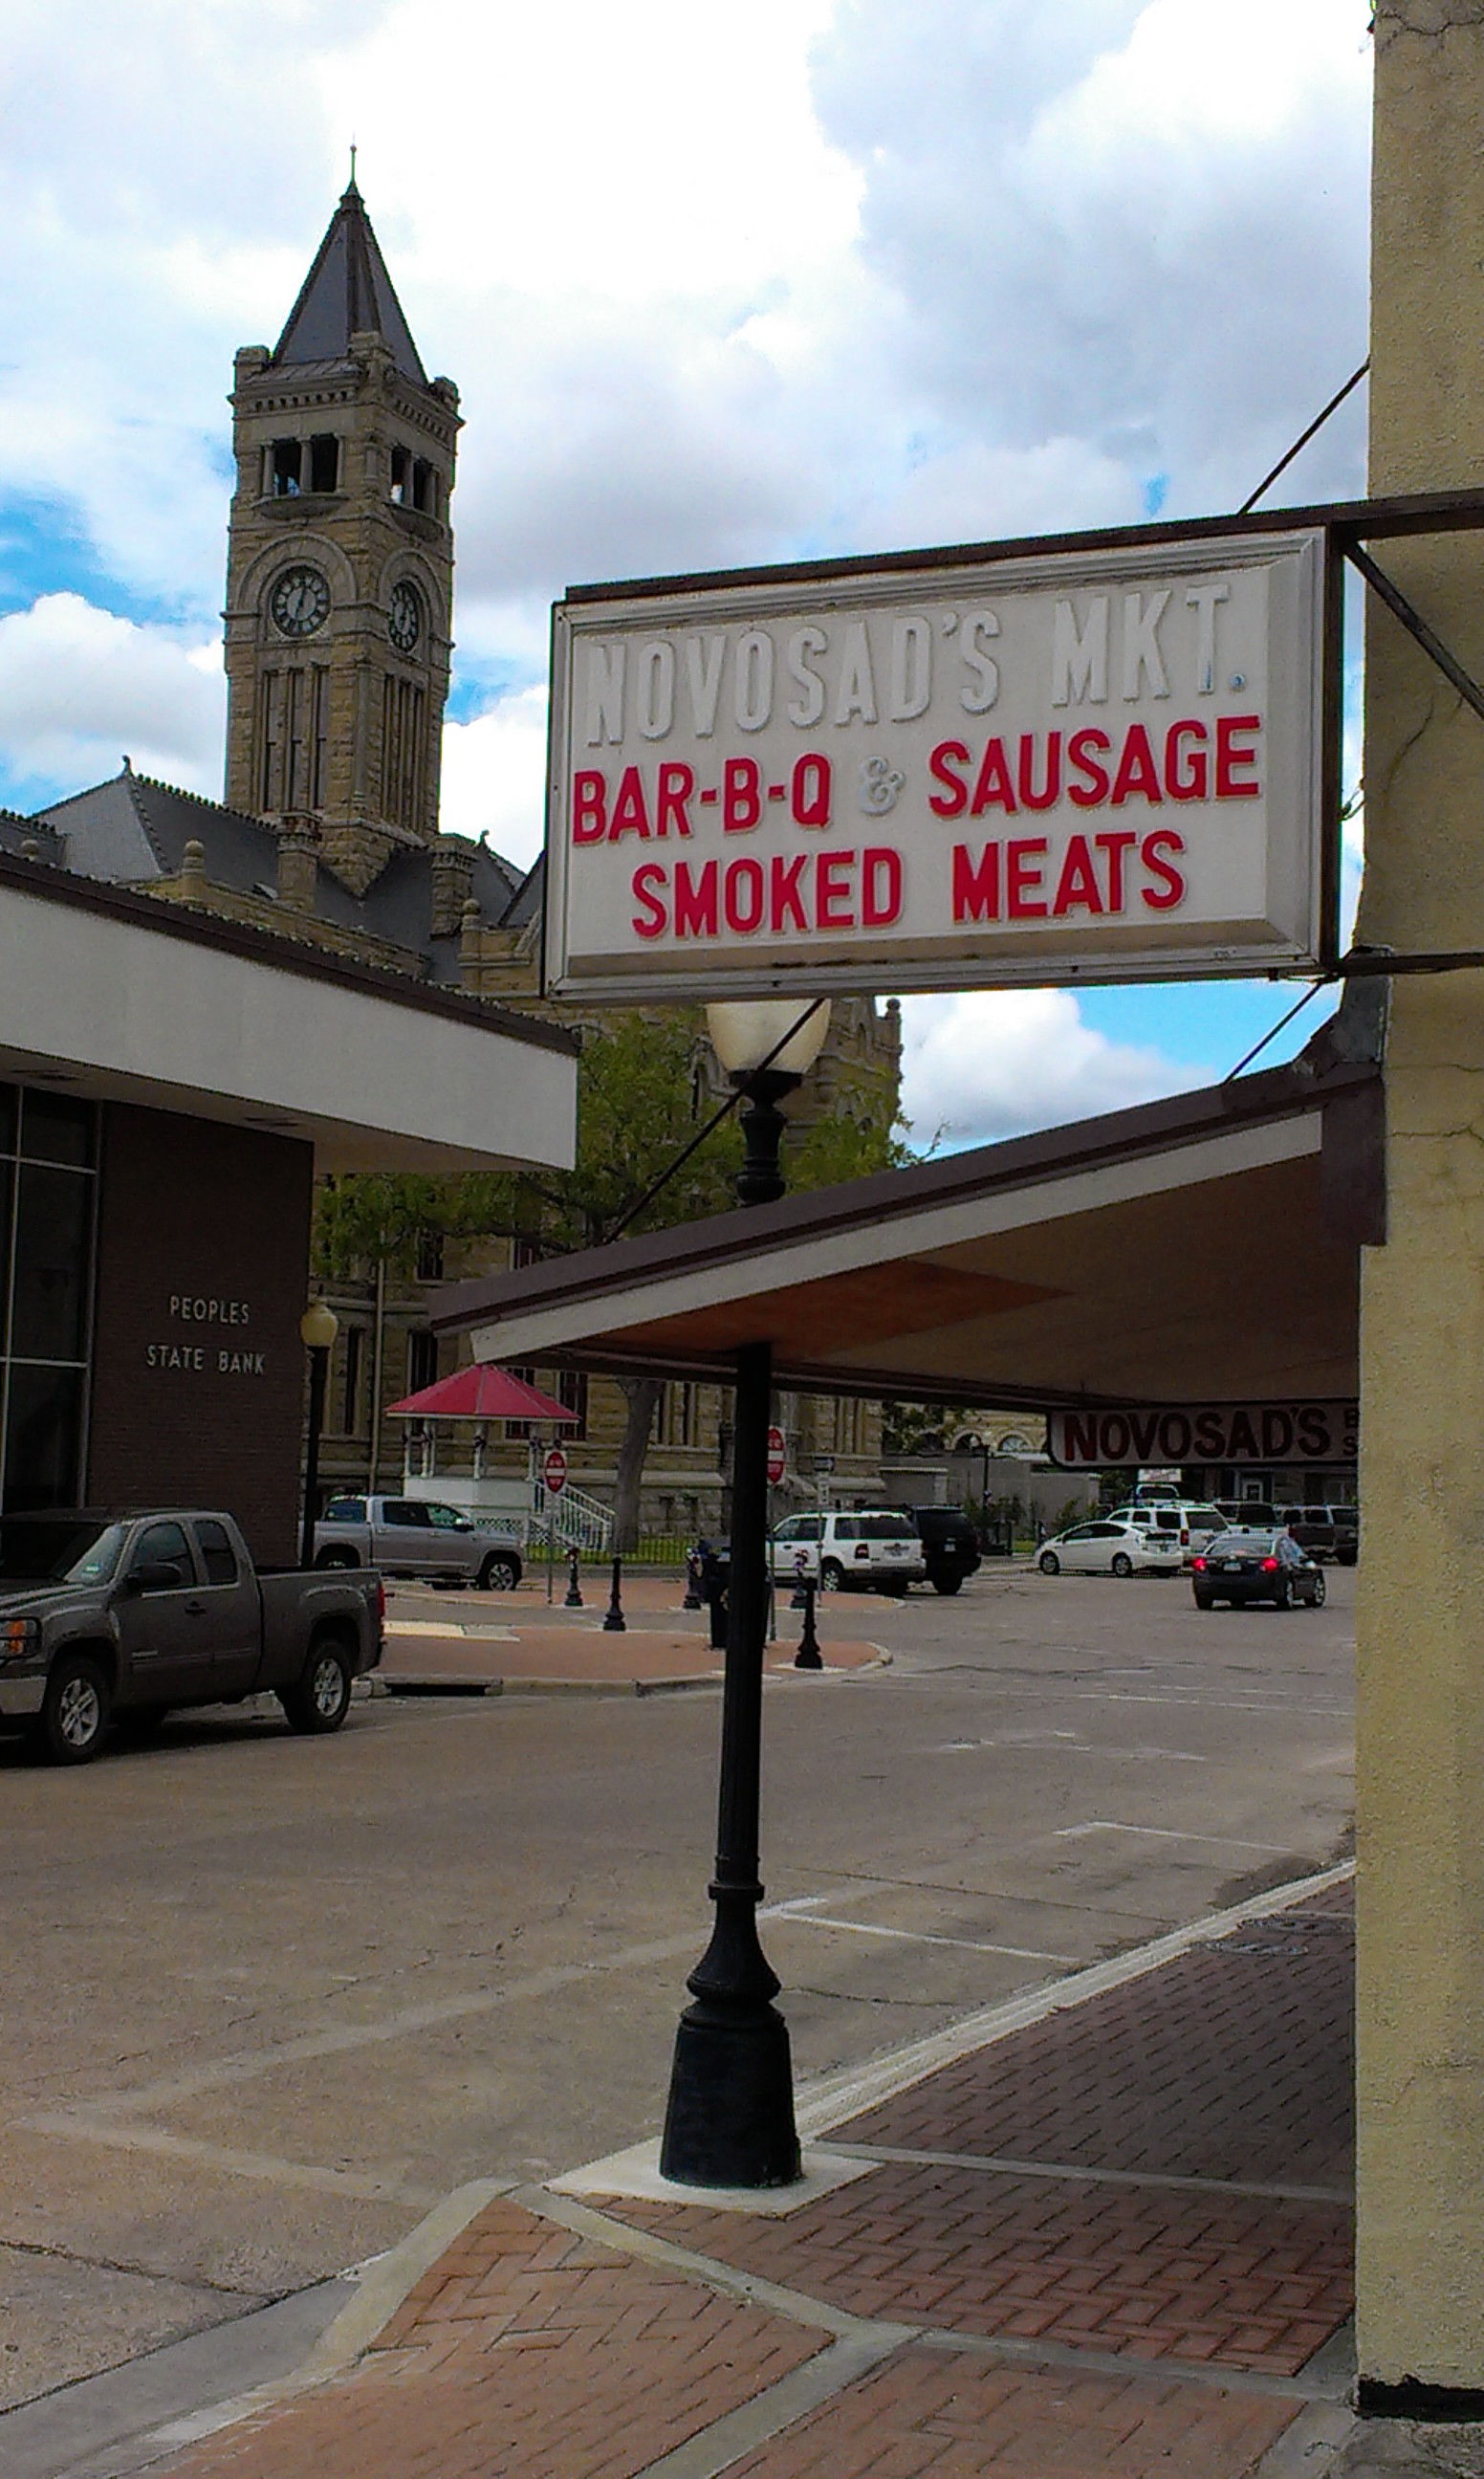 NOVOSAD'S MKT.
BAR-B-Q & SAUSAGE
SMOKED MEATS
PEOPLES
STATE BANK
NOVOSAD'S